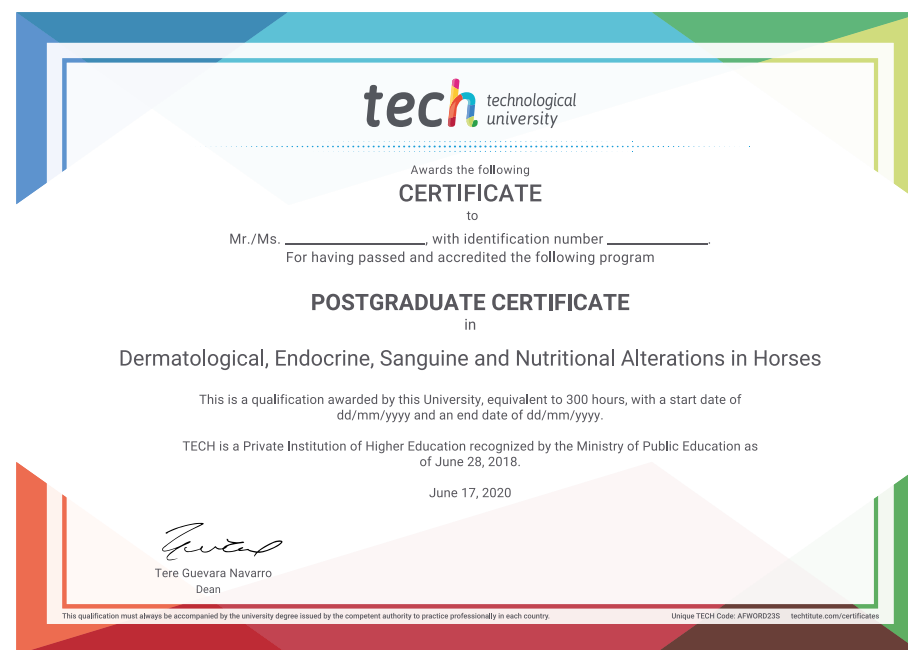 tech technological
university
Awards the following
CERTIFICATE
to
Mr./Ms. ____________________, with identification number ______________.
For having passed and accredited the following program
POSTGRADUATE CERTIFICATE
in
Dermatological, Endocrine, Sanguine and Nutritional Alterations in Horses
This is a qualification awarded by this University, equivalent to 300 hours, with a start date of
dd/mm/yyyy and an end date of dd/mm/yyyy.
TECH is a Private Institution of Higher Education recognized by the Ministry of Public Education as
of June 28, 2018.
June 17, 2020
Tere Guevara Navarro
Dean
This qualification must always be accompanied by the university degree issued by the competent authority to practice professionally in each country. Unique TECH Code: AFWORD23S techtitute.com/certificates